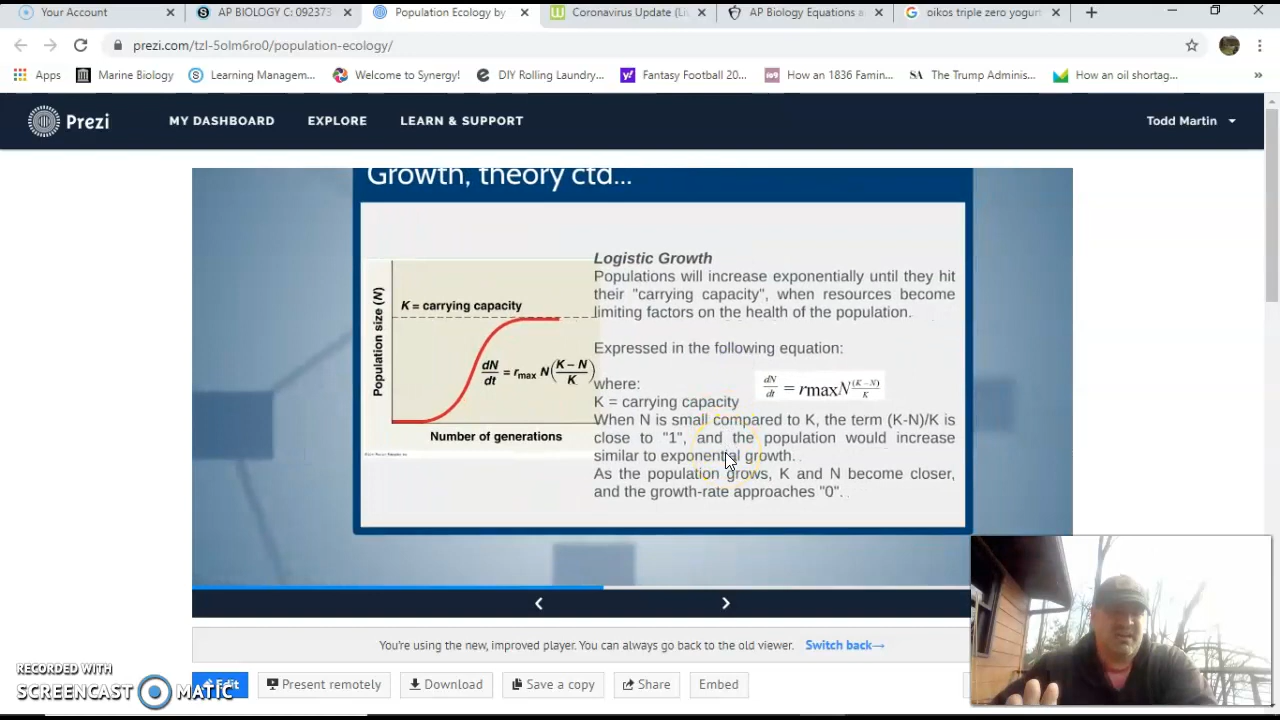 Your Account
AP BIOLOGY C: 092373
Population Ecology by
Coronavirus Update (Li
AP Biology Equations a
oikos triple zero yogurt
prezi.com/tzl-5olm6ro0/population-ecology/
Apps
Marine Biology
Learning Managem...
Welcome to Synergy!
DIY Rolling Laundry...
Fantasy Football 20...
How an 1836 Famin...
The Trump Adminis...
How an oil shortag...
Prezi
MY DASHBOARD
EXPLORE
LEARN & SUPPORT
Todd Martin
Growth, theory ctd...
Population size (N)
K = carrying capacity
dN/dt = rmax N (K – N / K)
Number of generations
Logistic Growth
Populations will increase exponentially until they hit
their "carrying capacity", when resources become
limiting factors on the health of the population.
Expressed in the following equation:
where:
dN/dt = rmaxN (K–N)/K
K = carrying capacity
When N is small compared to K, the term (K-N)/K is
close to "1", and the population would increase
similar to exponential growth.
As the population grows, K and N become closer,
and the growth-rate approaches "0".
You're using the new, improved player. You can always go back to the old viewer.
Switch back→
Edit
Present remotely
Download
Save a copy
Share
Embed
RECORDED WITH
SCREENCAST MATIC